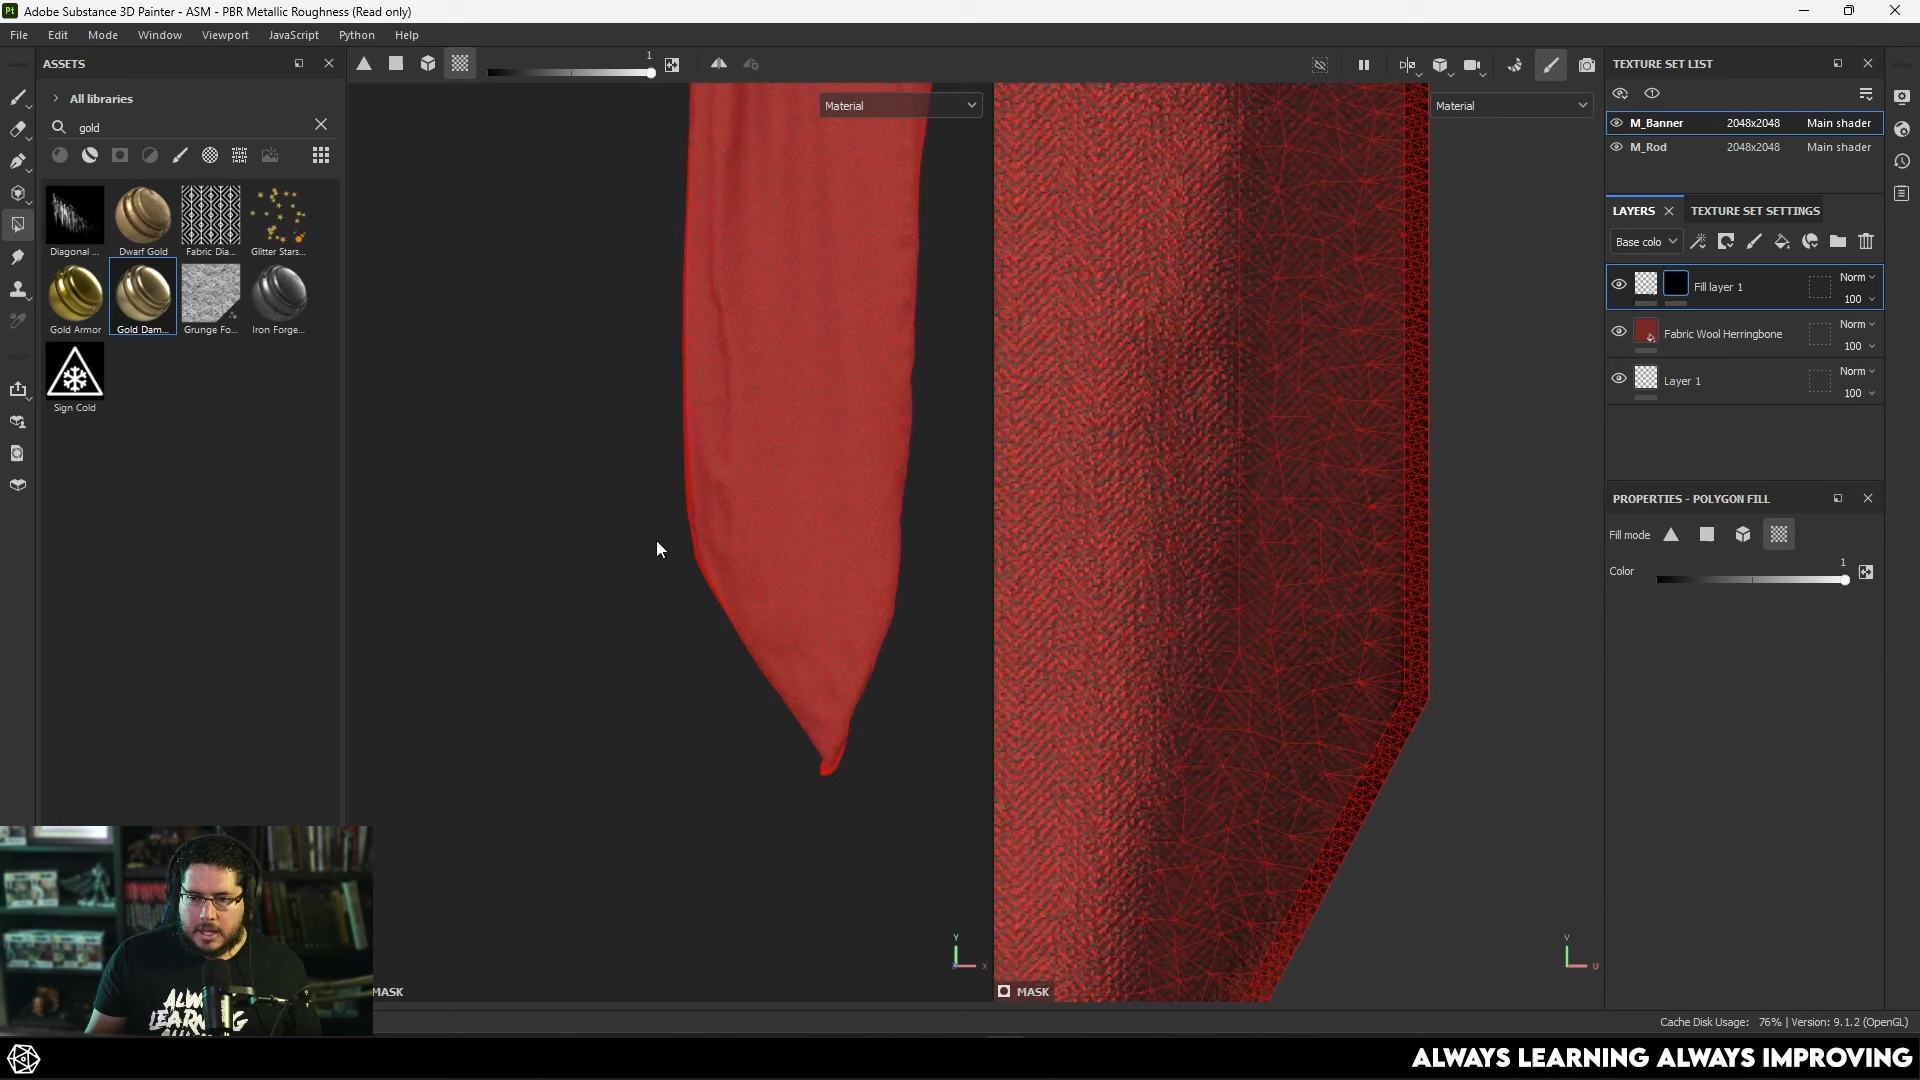 Pt Adobe Substance 3D Painter - ASM - PBR Metallic Roughness (Read only)
File Edit Mode Window Viewport JavaScript Python Help
ASSETS
All libraries
gold
Diagonal ...
Dwarf Gold
Fabric Dia...
Glitter Stars...
Gold Armor
Gold Dam...
Grunge Fo...
Iron Forge...
Sign Cold
1
Material
Material
MASK
MASK
Y
X
V
U
TEXTURE SET LIST
M_Banner 2048x2048 Main shader
M_Rod 2048x2048 Main shader
LAYERS
TEXTURE SET SETTINGS
Base colo
Fill layer 1
Norm
100
Fabric Wool Herringbone
Norm
100
Layer 1
Norm
100
PROPERTIES - POLYGON FILL
Fill mode
Color
1
Cache Disk Usage: 76% | Version: 9.1.2 (OpenGL)
ALWAYS LEARNING ALWAYS IMPROVING